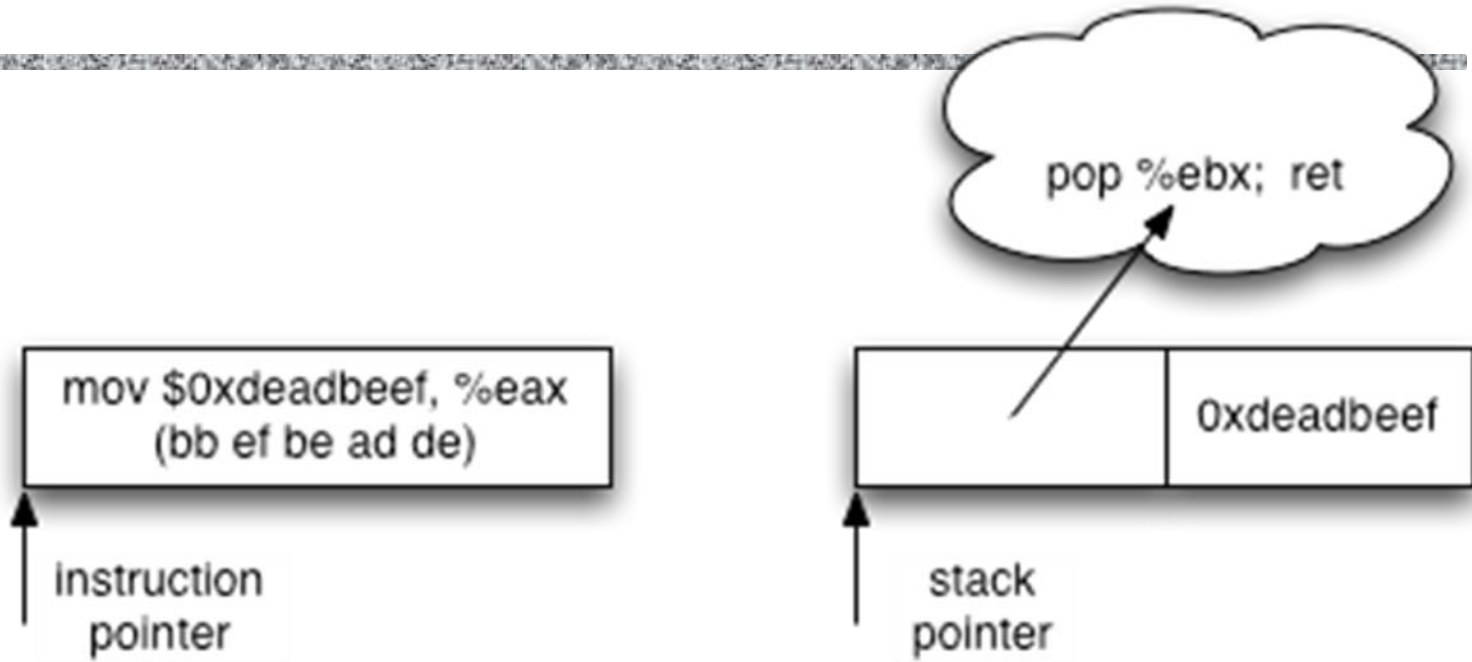 pop %ebx; ret
mov $0xdeadbeef, %eax
(bb ef be ad de)
0xdeadbeef
instruction
pointer
stack
pointer